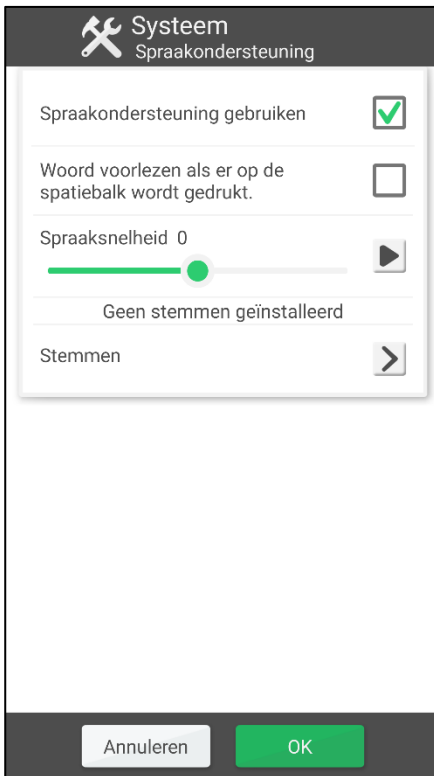 Systeem
Spraakondersteuning
Spraakondersteuning gebruiken
Woord voorlezen als er op de
spatiebalk wordt gedrukt.
Spraaksnelheid 0
Geen stemmen geïnstalleerd
Stemmen
Annuleren
OK